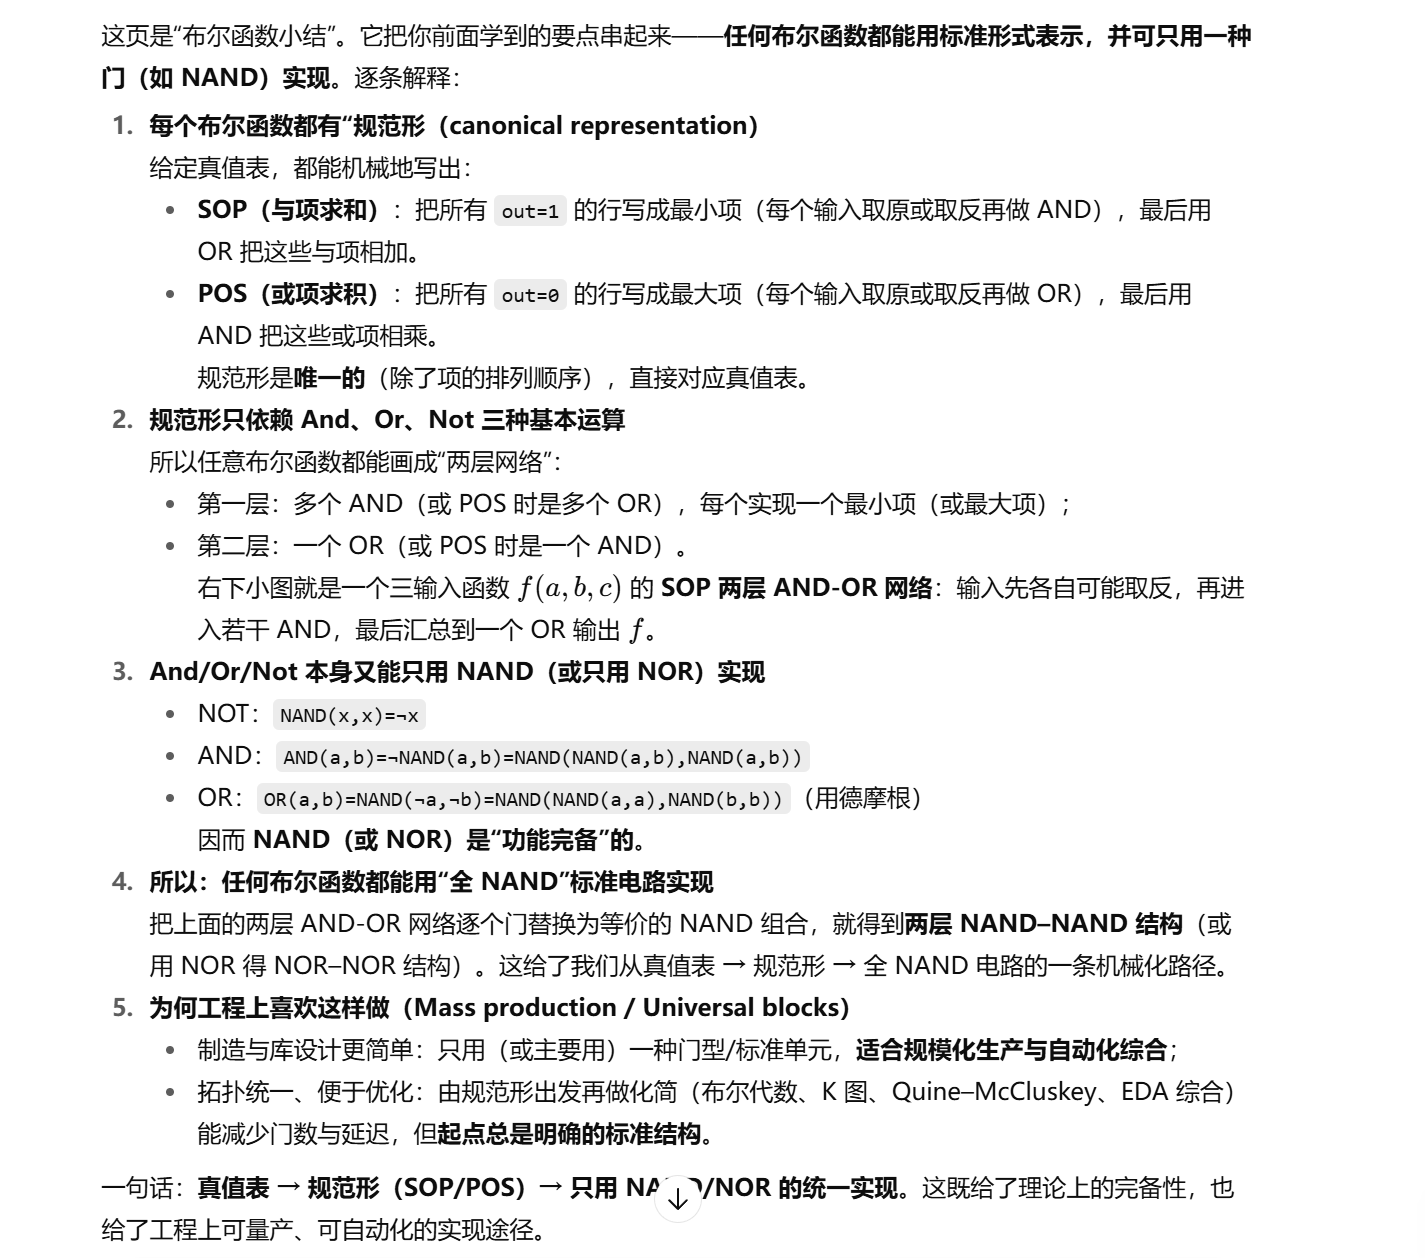 这页是“布尔函数小结”。它把你前面学到的要点串起来——任何布尔函数都能用标准形式表示，并可只用一种
门（如 NAND）实现。逐条解释：
1. 每个布尔函数都有“规范形（canonical representation）
给定真值表，都能机械地写出：
• SOP（与项求和）：把所有 out=1 的行写成最小项（每个输入取原或取反再做 AND），最后用
OR 把这些与项相加。
• POS（或项求积）：把所有 out=0 的行写成最大项（每个输入取原或取反再做 OR），最后用
AND 把这些或项相乘。
规范形是唯一的（除了项的排列顺序），直接对应真值表。
2. 规范形只依赖 And、Or、Not 三种基本运算
所以任意布尔函数都能画成“两层网络”：
• 第一层：多个 AND（或 POS 时是多个 OR），每个实现一个最小项（或最大项）；
• 第二层：一个 OR（或 POS 时是一个 AND）。
右下小图就是一个三输入函数 f(a, b, c) 的 SOP 两层 AND-OR 网络：输入先各自可能取反，再进
入若干 AND，最后汇总到一个 OR 输出 f。
3. And/Or/Not 本身又能只用 NAND（或只用 NOR）实现
• NOT：NAND(x,x)=¬x
• AND：AND(a,b)=¬NAND(a,b)=NAND(NAND(a,b),NAND(a,b))
• OR：OR(a,b)=NAND(¬a,¬b)=NAND(NAND(a,a),NAND(b,b))（用德摩根）
因而 NAND（或 NOR）是“功能完备”的。
4. 所以：任何布尔函数都能用“全 NAND”标准电路实现
把上面的两层 AND-OR 网络逐个门替换为等价的 NAND 组合，就得到两层 NAND–NAND 结构（或
用 NOR 得 NOR–NOR 结构）。这给了我们从真值表 → 规范形 → 全 NAND 电路的一条机械化路径。
5. 为何工程上喜欢这样做（Mass production / Universal blocks）
• 制造与库设计更简单：只用（或主要用）一种门型/标准单元，适合规模化生产与自动化综合；
• 拓扑统一、便于优化：由规范形出发再做化简（布尔代数、K 图、Quine–McCluskey、EDA 综合）
能减少门数与延迟，但起点总是明确的标准结构。
一句话：真值表 → 规范形（SOP/POS）→ 只用 NAND/NOR 的统一实现。这既给了理论上的完备性，也
给了工程上可量产、可自动化的实现途径。